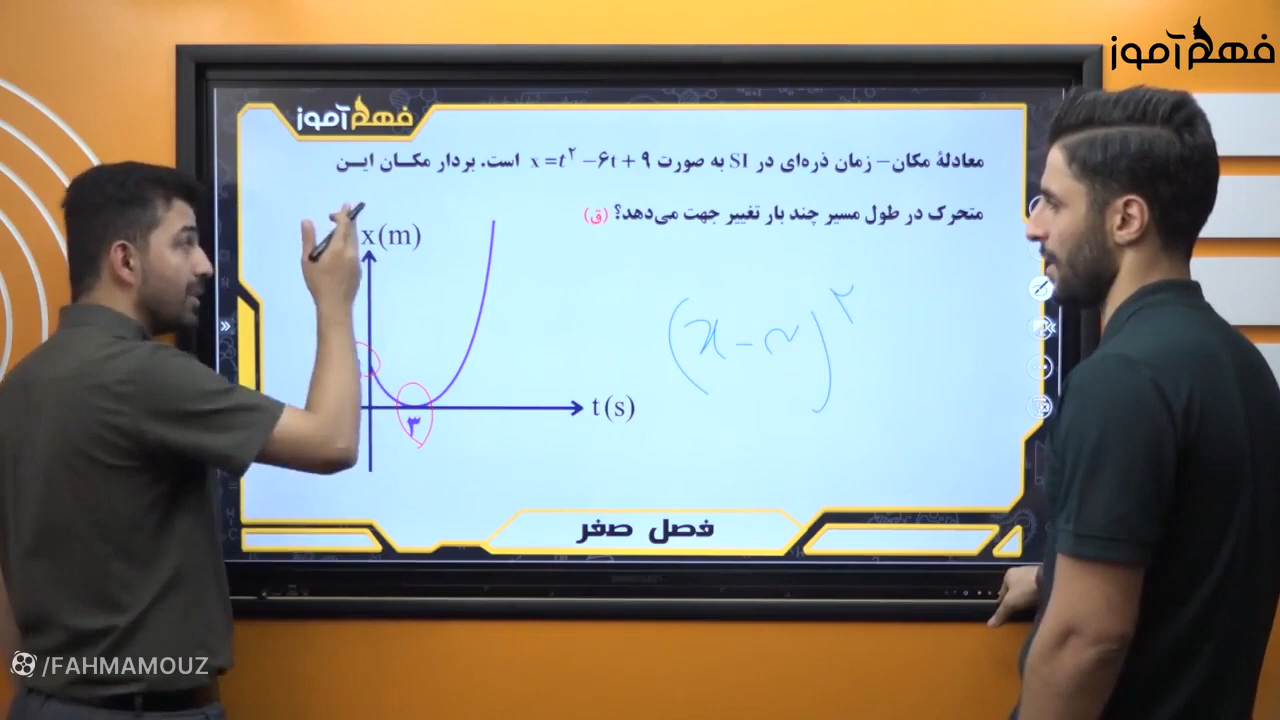 فهم آموز
فهم آموز
معادلهٔ مکان– زمان ذره‌ای در SI به صورت x = t² – ۶t + ۹ است. بردار مکان این
متحرک در طول مسیر چند بار تغییر جهت می‌دهد؟ (ق)
x(m)
t(s)
۳
(x – ۳)²
فصل صفر
/FAHMAMOUZ